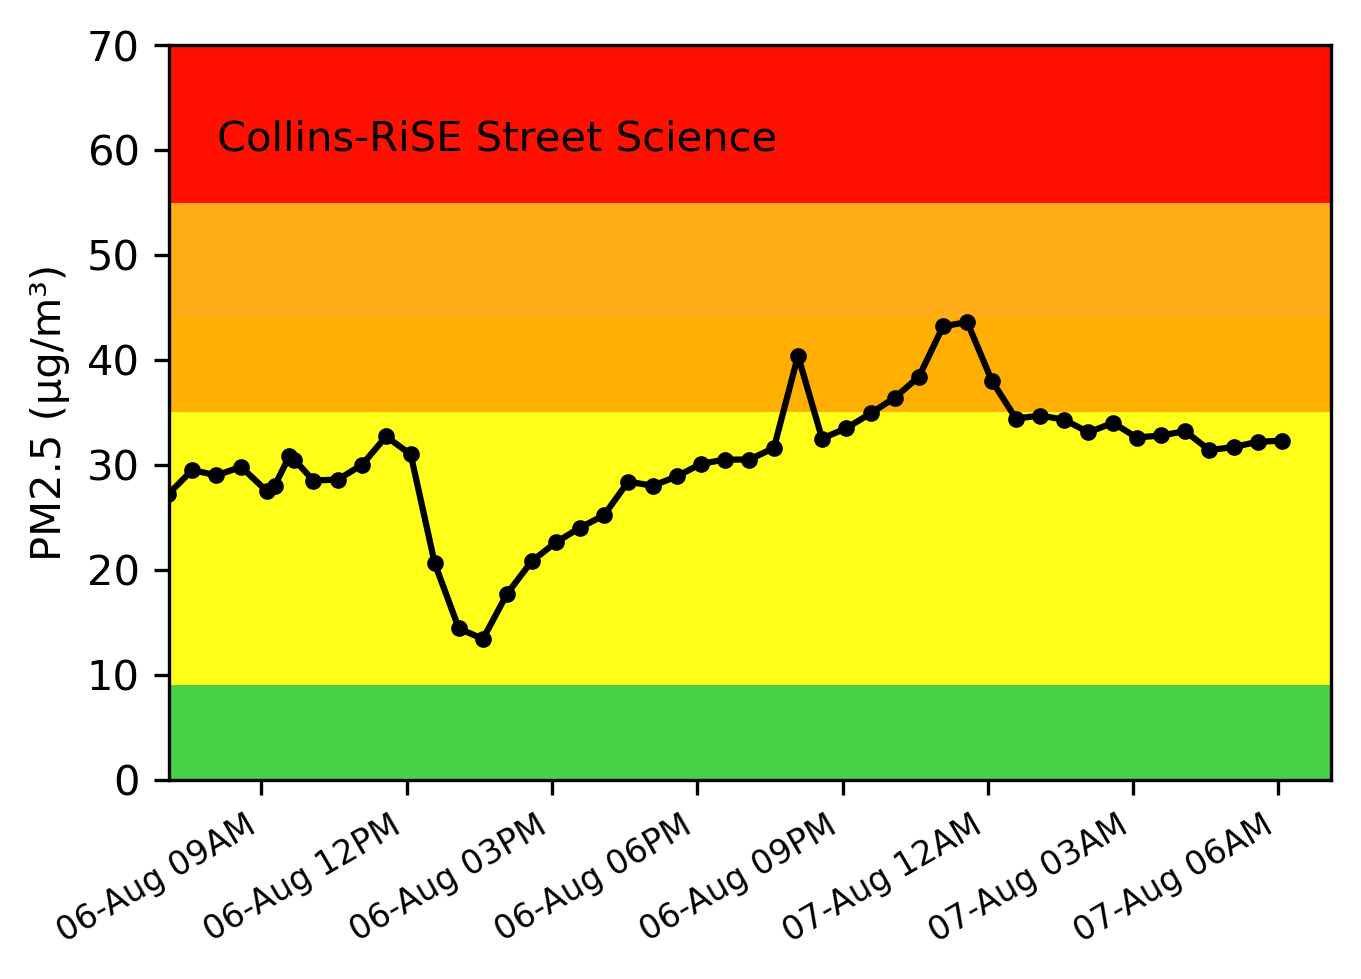 70
Collins-RiSE Street Science
60
50
40
30
20
10
0
PM2.5 (µg/m³)
06-Aug 09AM
06-Aug 12PM
06-Aug 03PM
06-Aug 06PM
06-Aug 09PM
07-Aug 12AM
07-Aug 03AM
07-Aug 06AM